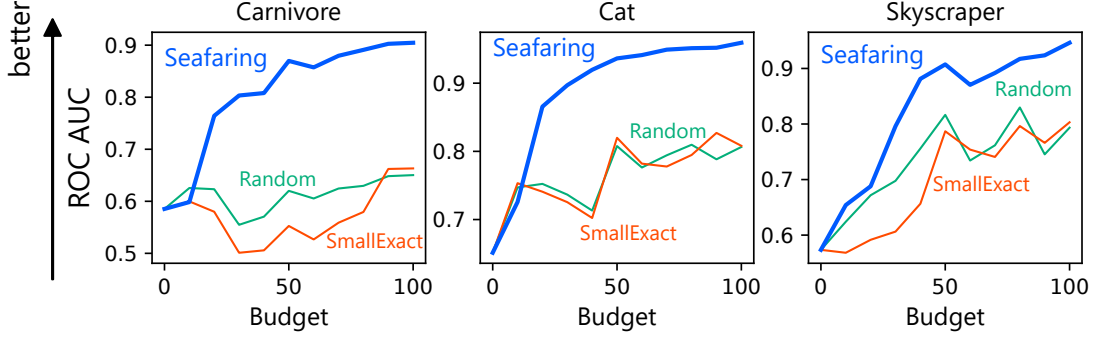 better
Carnivore
ROC AUC
0.9
0.8
0.7
0.6
0.5
Seafaring
Random
SmallExact
0
50
100
Budget
Cat
0.9
0.8
0.7
Seafaring
Random
SmallExact
0
50
100
Budget
Skyscraper
0.9
0.8
0.7
0.6
Seafaring
Random
SmallExact
0
50
100
Budget